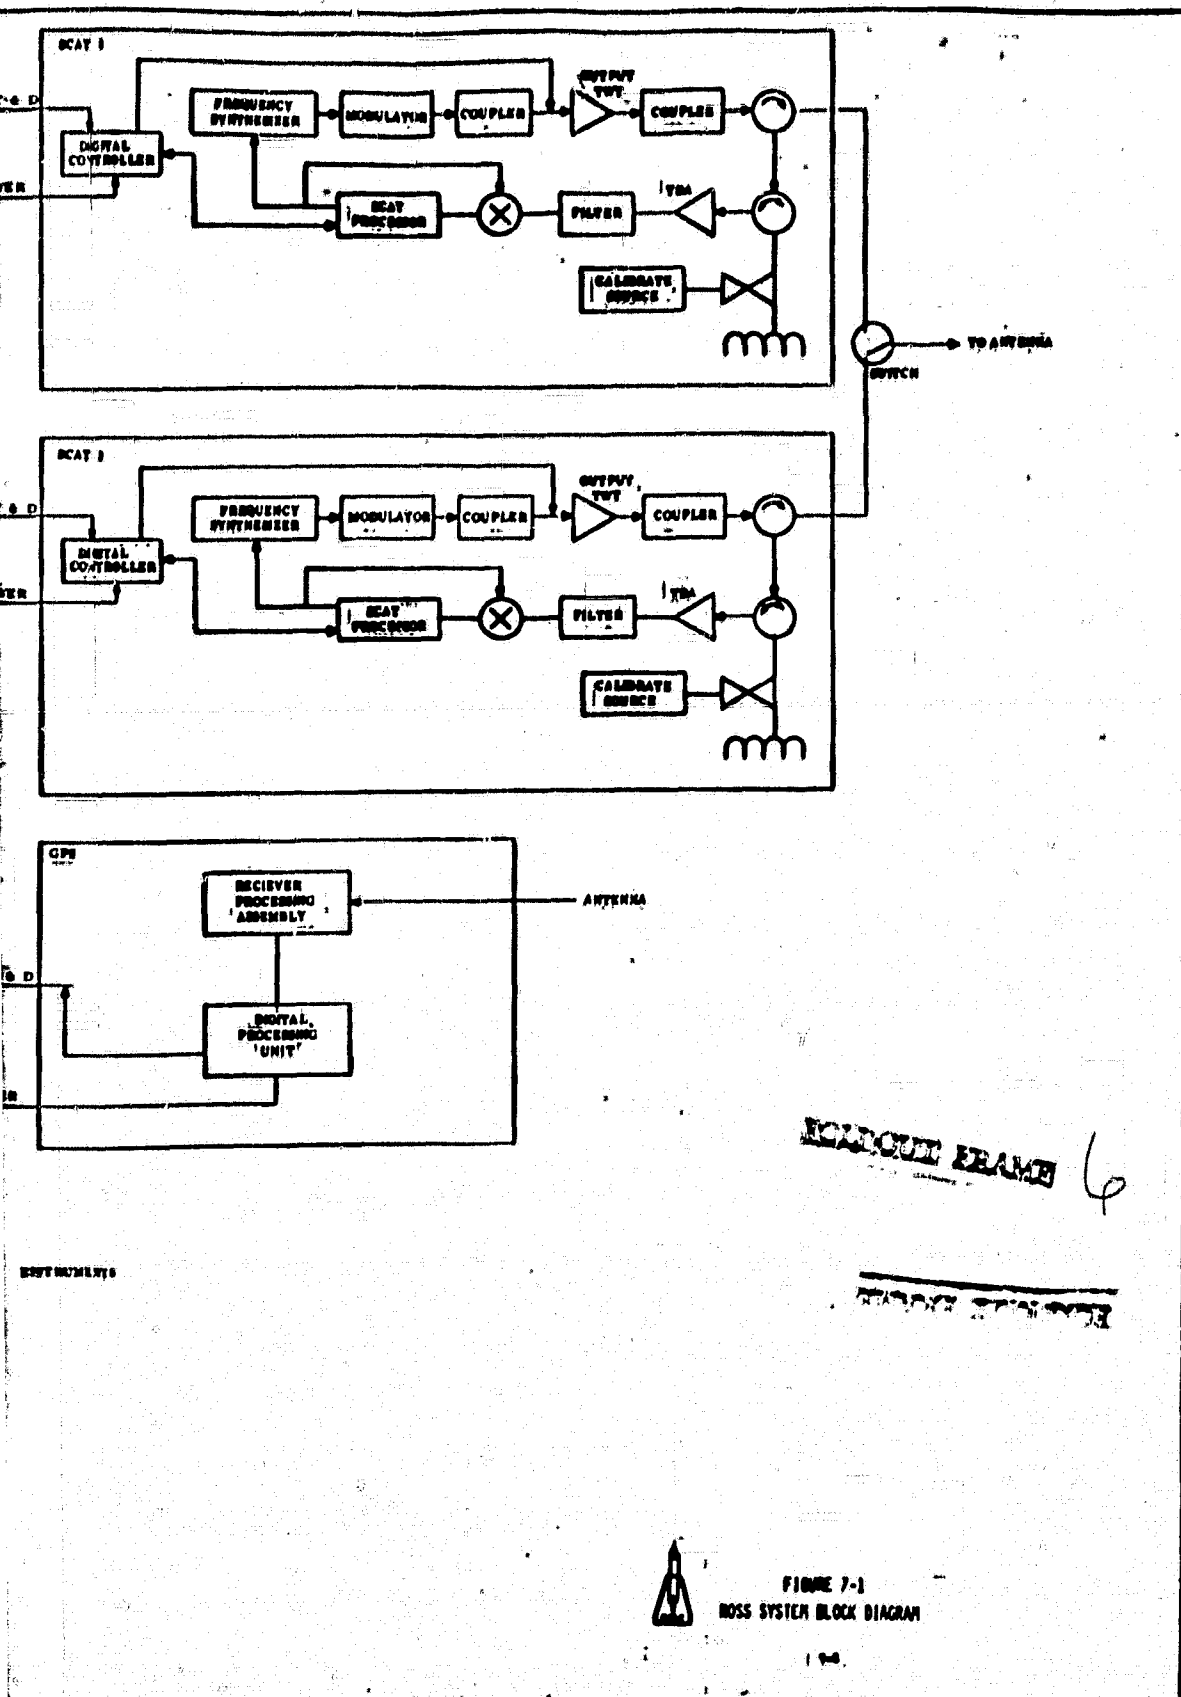 SCAT 1
& D
DIGITAL
CONTROLLER
FREQUENCY
SYNTHESIZER
MODULATOR
COUPLER
OUTPUT
TWT
COUPLER
SCAT
PROCESSOR
FILTER
TDA
CALIBRATE
SOURCE
TO ANTENNA
SWITCH
SCAT
& D
DIGITAL
CONTROLLER
FREQUENCY
SYNTHESIZER
MODULATOR
COUPLER
OUTPUT
TWT
COUPLER
SCAT
PROCESSOR
FILTER
TDA
CALIBRATE
SOURCE
GPS
RECIEVER
PROCESSING
ASSEMBLY
ANTENNA
& D
DIGITAL
PROCESSING
UNIT
FOLDOUT FRAME 6
INSTRUMENTS
FIGURE 7-1
NOSS SYSTEM BLOCK DIAGRAM